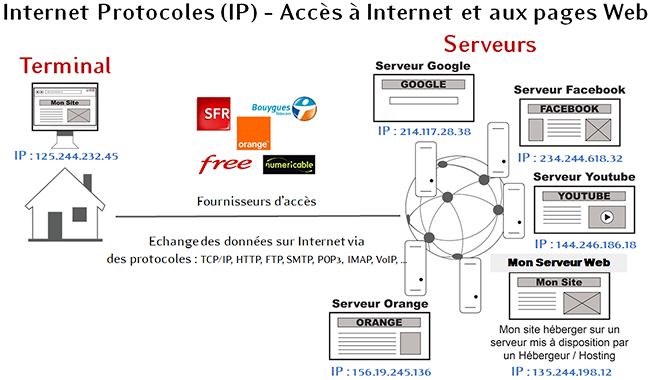 Internet Protocoles (IP) - Accès à Internet et aux pages Web
Terminal
Mon Site
IP : 125.244.232.45
SFR
Bouygues
Telecom
orange™
free
numericable
Fournisseurs d'accès
Echange des données sur Internet via
des protocoles : TCP/IP, HTTP, FTP, SMTP, POP3, IMAP, VoIP, ...
Serveurs
Serveur Google
GOOGLE
IP : 214.117.28.38
Serveur Facebook
FACEBOOK
IP : 234.244.618.32
Serveur Youtube
YOUTUBE
IP : 144.246.186.18
Mon Serveur Web
Mon Site
Mon site héberger sur un
serveur mis à disposition par
un Hébergeur / Hosting
IP : 135.244.198.12
Serveur Orange
ORANGE
IP : 156.19.245.136